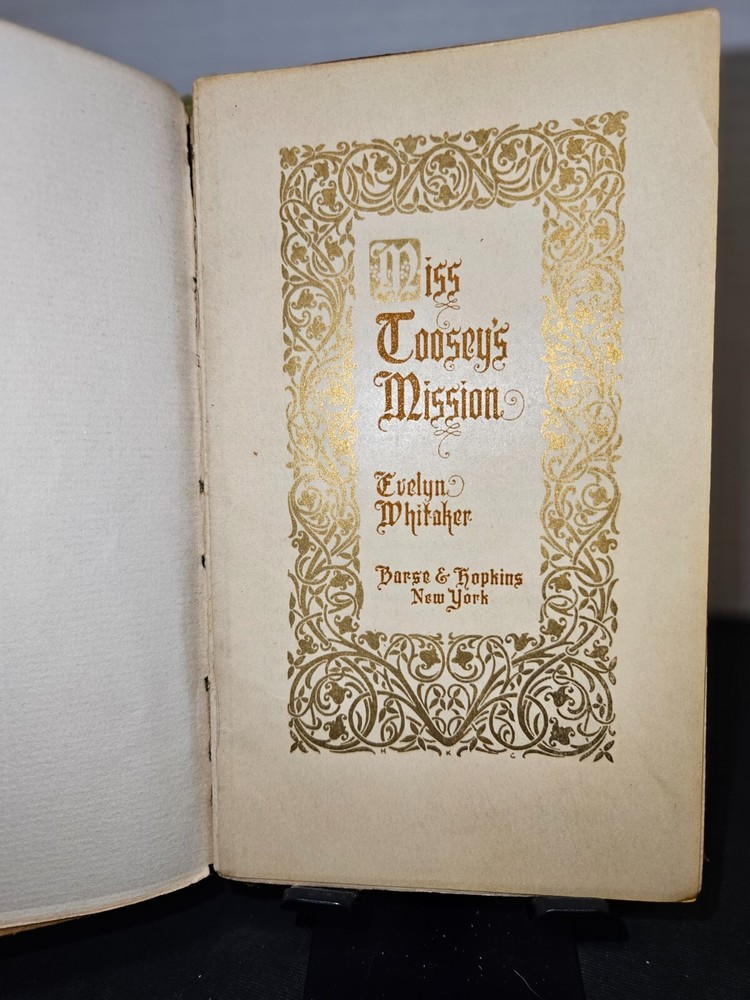 Miss
Toosey's
Mission
Evelyn
Whitaker
Barse & Hopkins
New York
H K C